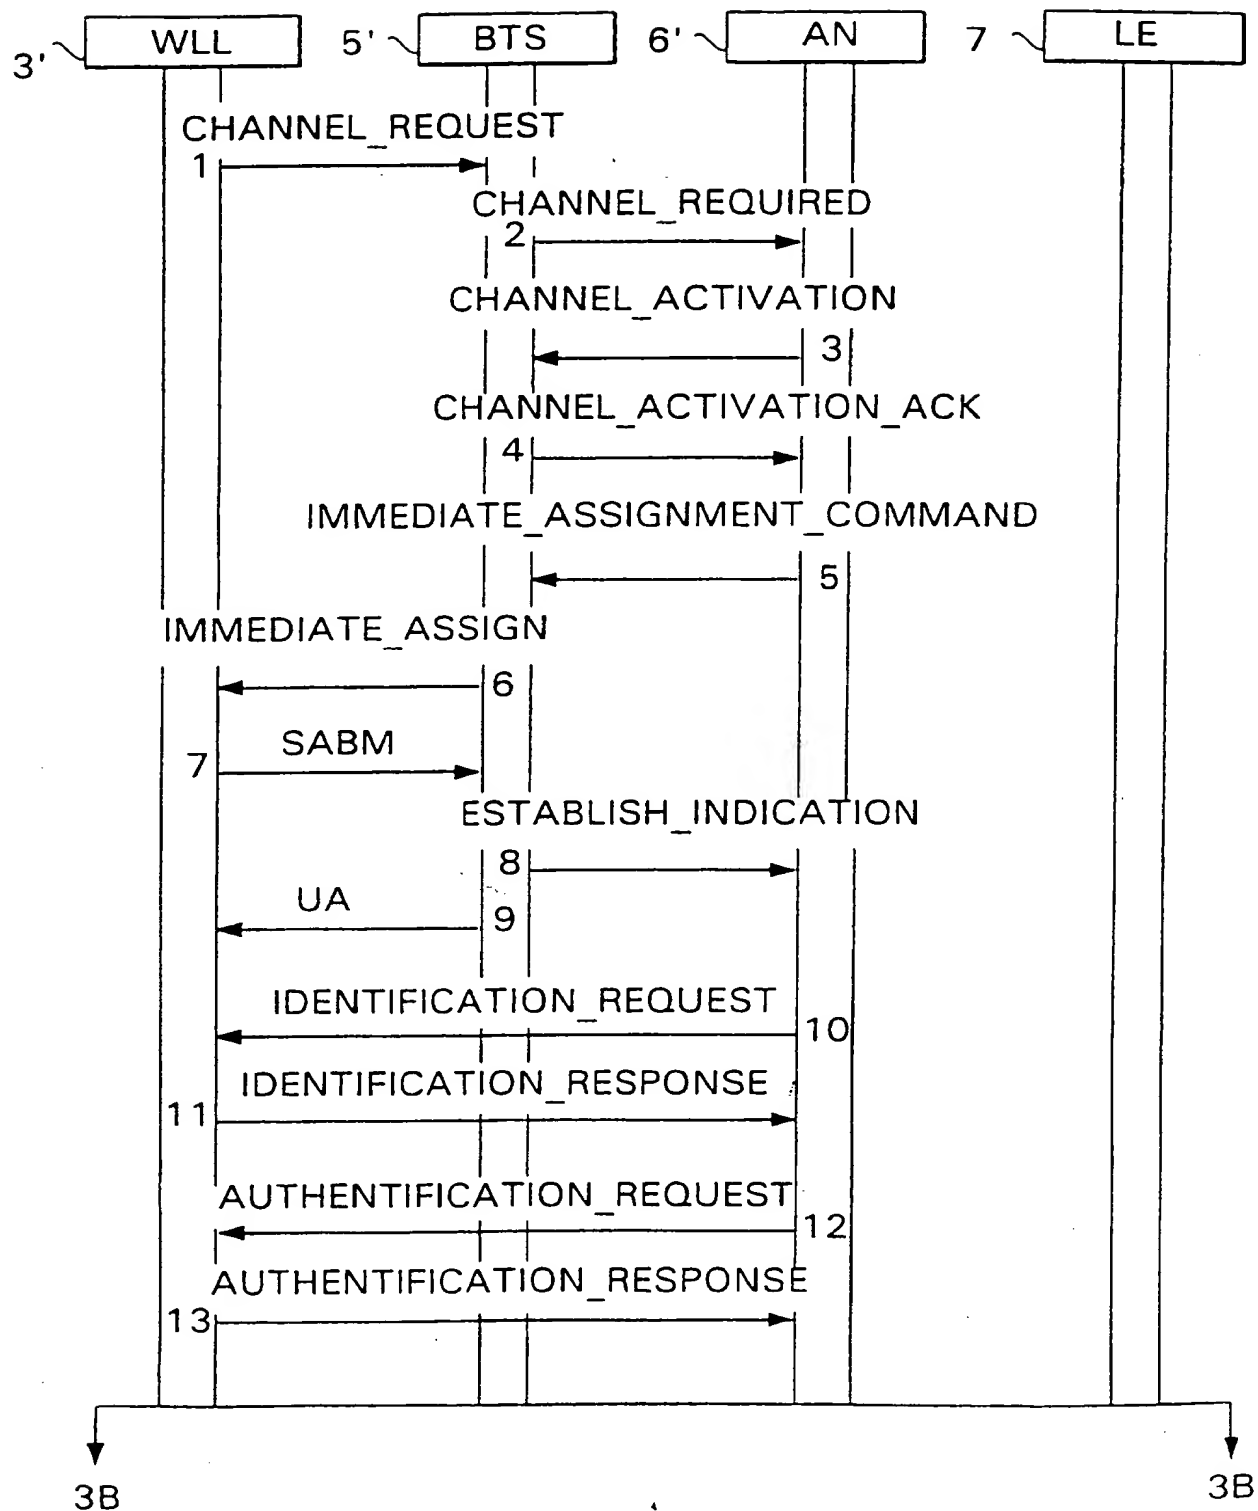 3' WLL 5' BTS 6' AN 7 LE
CHANNEL_REQUEST
1
CHANNEL_REQUIRED
2
CHANNEL_ACTIVATION
3
CHANNEL_ACTIVATION_ACK
4
IMMEDIATE_ASSIGNMENT_COMMAND
5
IMMEDIATE_ASSIGN
6
SABM
7
ESTABLISH_INDICATION
8
UA
9
IDENTIFICATION_REQUEST
10
IDENTIFICATION_RESPONSE
11
AUTHENTIFICATION_REQUEST
12
AUTHENTIFICATION_RESPONSE
13
3B 3B